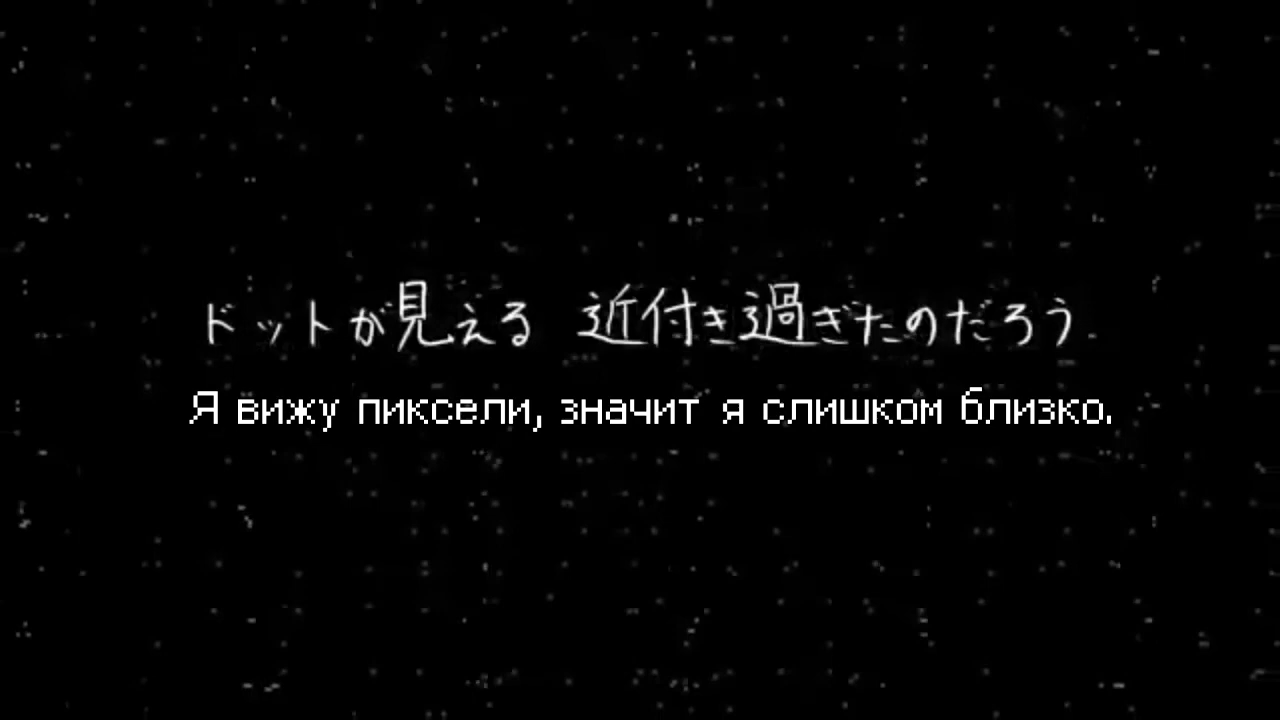 ドットが見える 近付き過ぎたのだろう
Я вижу пиксели, значит я слишком близко.